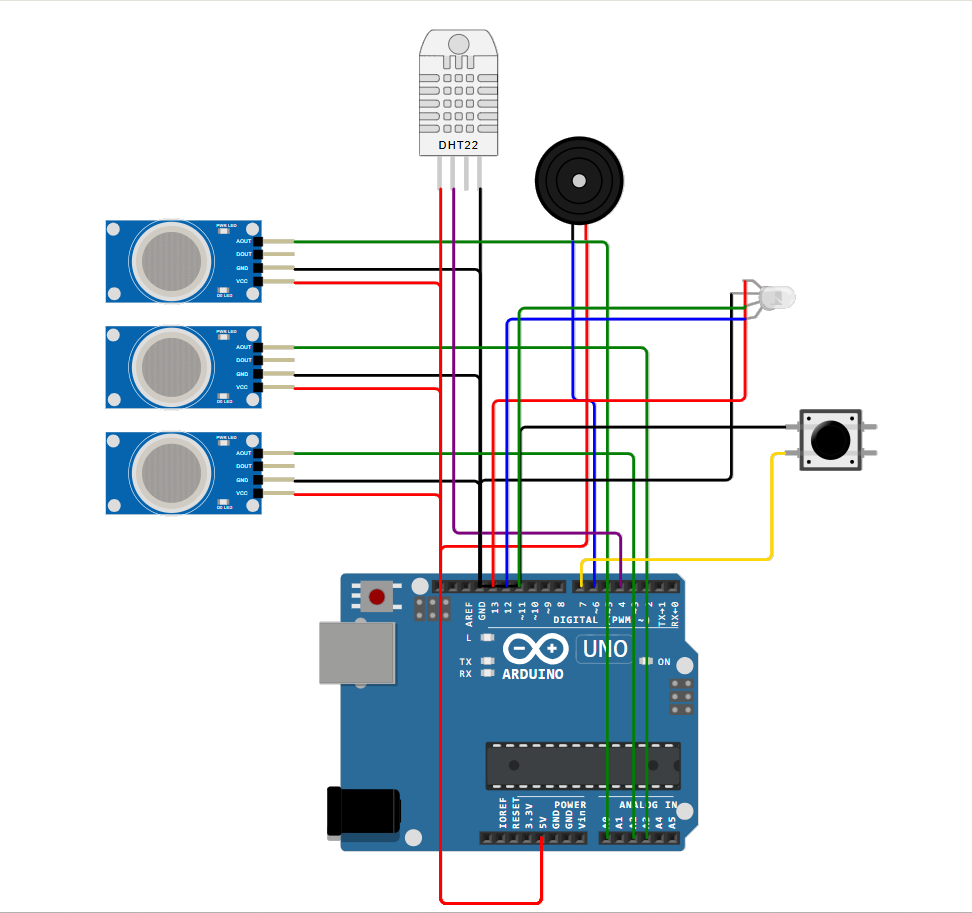 DHT22
PWR LED
AOUT
DOUT
GND
VCC
DO LED
PWR LED
AOUT
DOUT
GND
VCC
DO LED
PWR LED
AOUT
DOUT
GND
VCC
DO LED
AREF
GND
13
12
~11
~10
~9
8
7
~6
~5
4
~3
2
TX→1
RX←0
DIGITAL (PWM ~)
L
TX
RX
ARDUINO
UNO
ON
IOREF
RESET
3.3V
5V
GND
GND
Vin
POWER
ANALOG IN
A0
A1
A2
A3
A4
A5